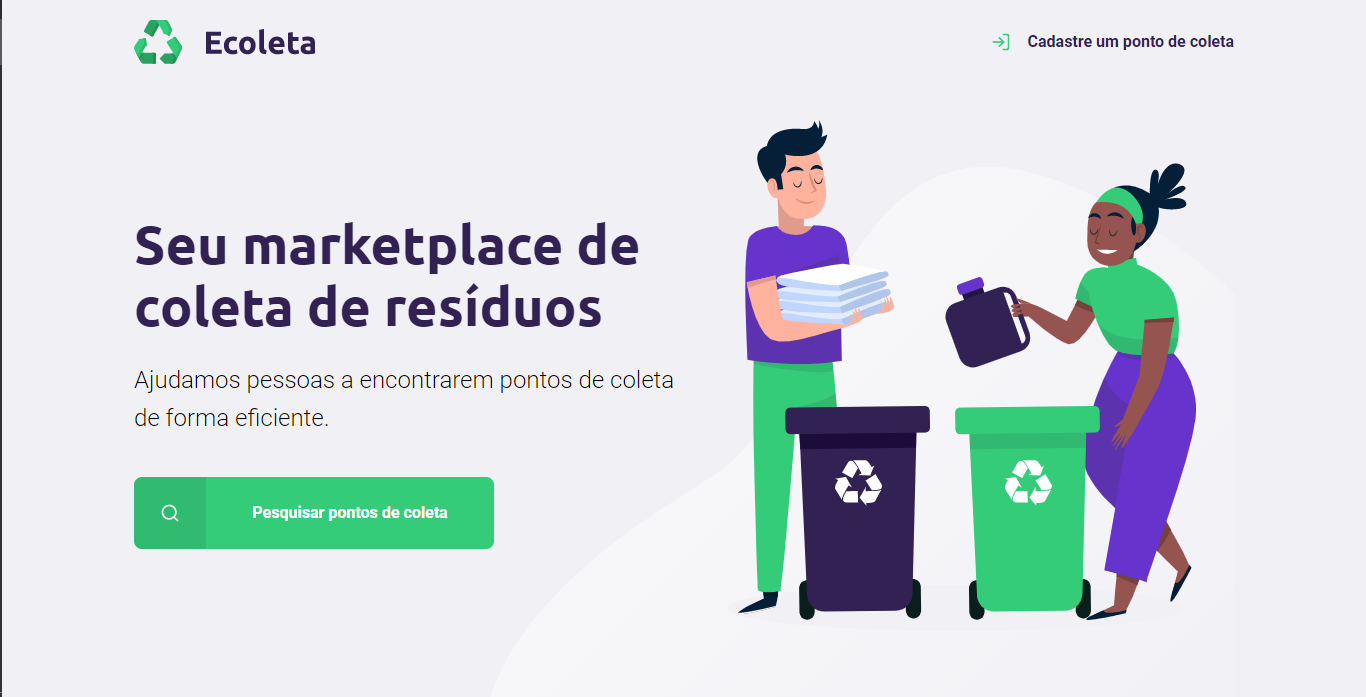 Ecoleta
Cadastre um ponto de coleta
Seu marketplace de
coleta de resíduos
Ajudamos pessoas a encontrarem pontos de coleta
de forma eficiente.
Pesquisar pontos de coleta